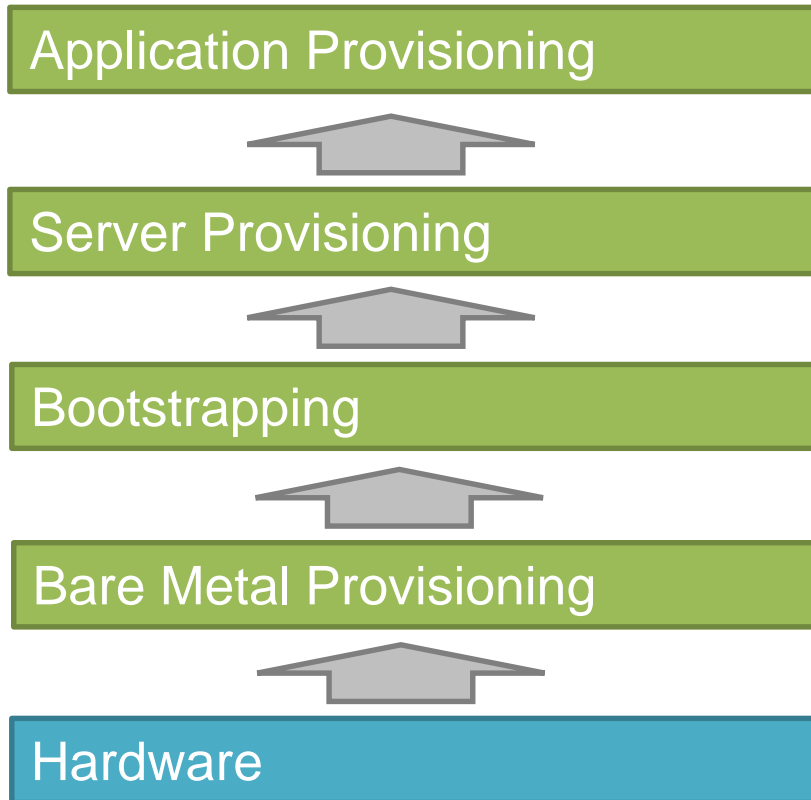 Application Provisioning
Server Provisioning
Bootstrapping
Bare Metal Provisioning
Hardware